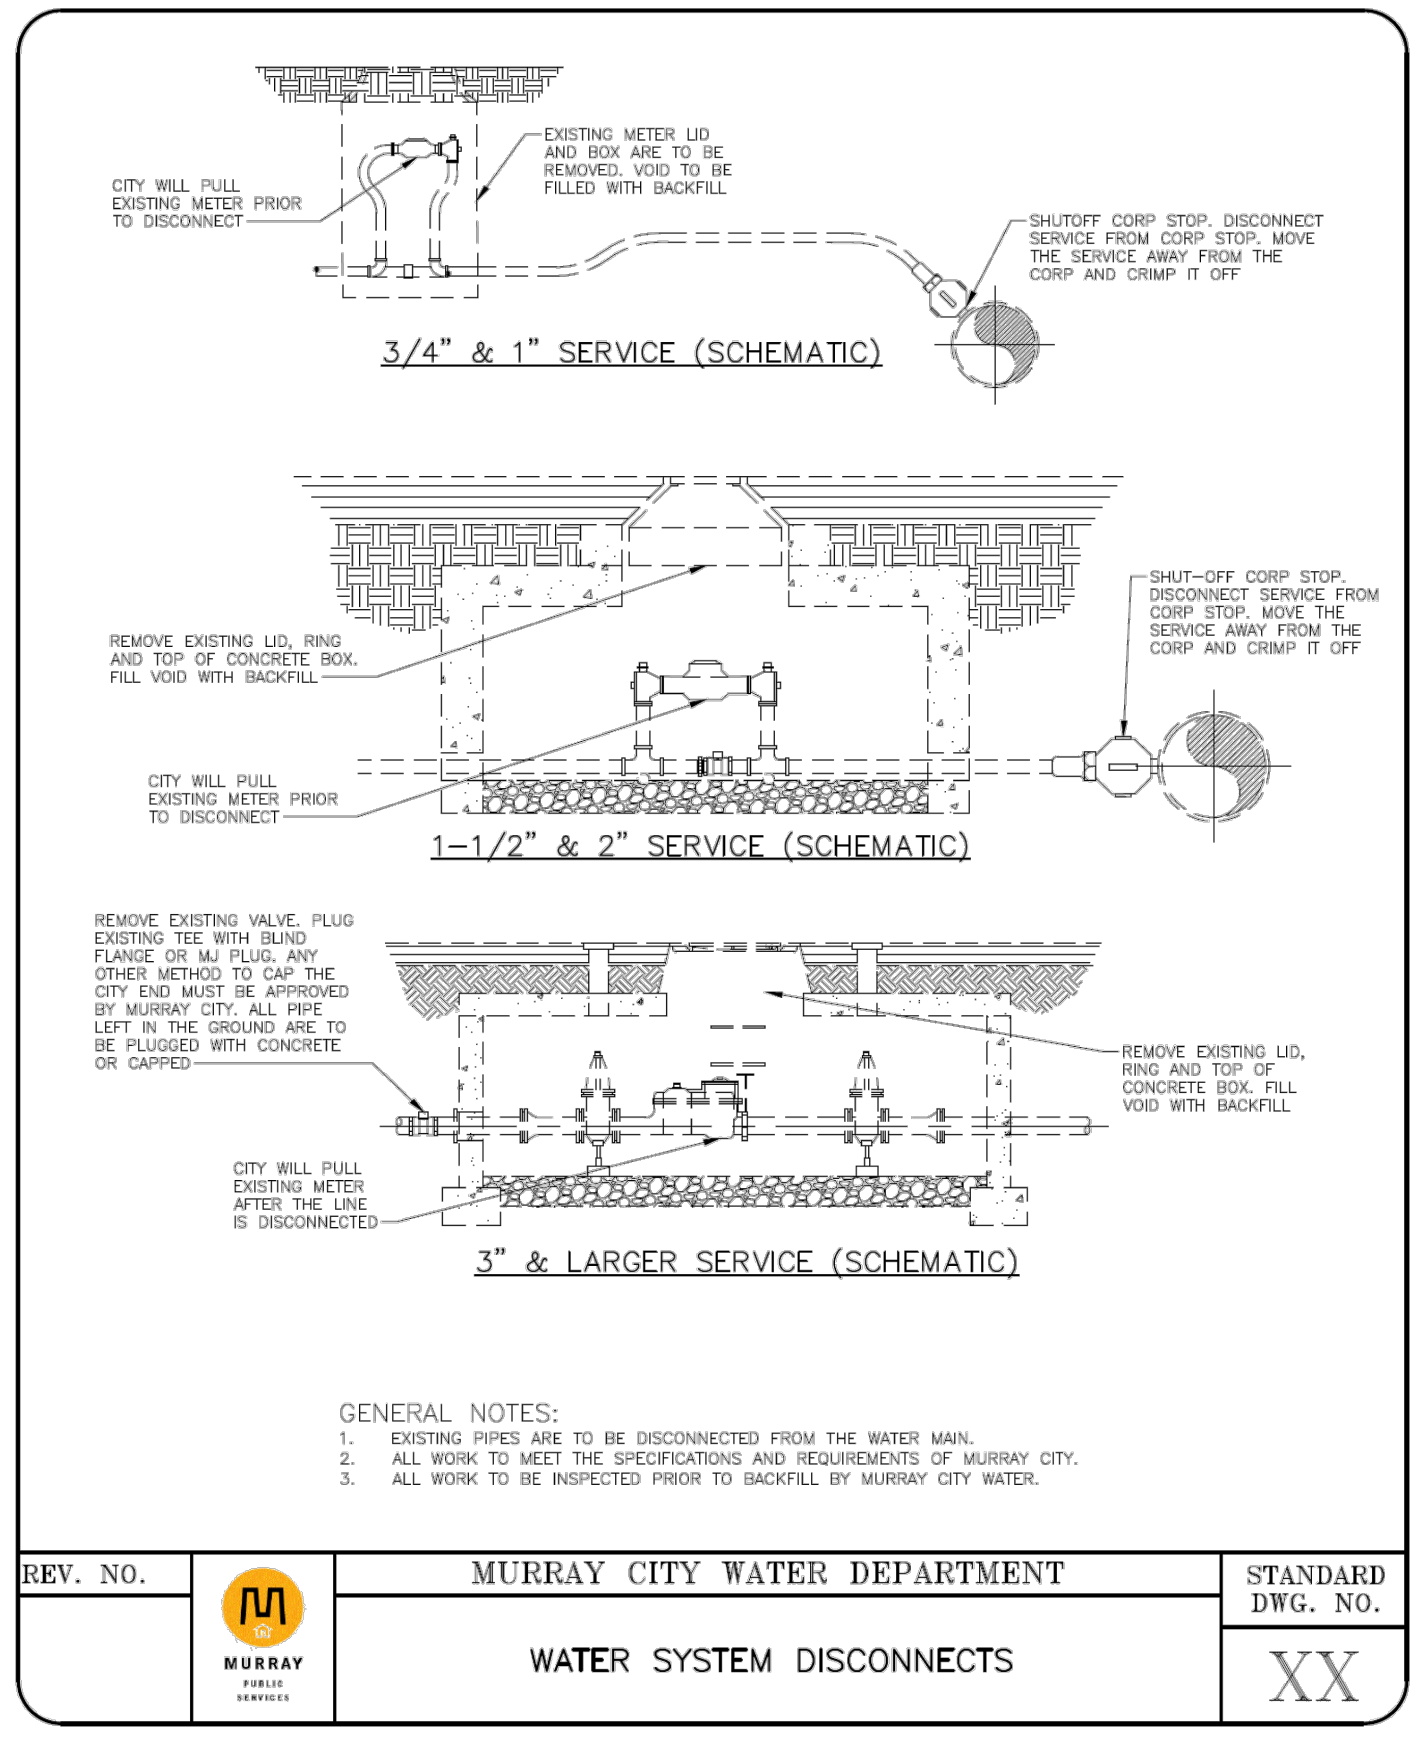 EXISTING METER LID
AND BOX ARE TO BE
REMOVED. VOID TO BE
FILLED WITH BACKFILL
CITY WILL PULL
EXISTING METER PRIOR
TO DISCONNECT
SHUTOFF CORP STOP. DISCONNECT
SERVICE FROM CORP STOP. MOVE
THE SERVICE AWAY FROM THE
CORP AND CRIMP IT OFF
3/4" & 1" SERVICE (SCHEMATIC)
SHUT-OFF CORP STOP.
DISCONNECT SERVICE FROM
CORP STOP. MOVE THE
SERVICE AWAY FROM THE
CORP AND CRIMP IT OFF
REMOVE EXISTING LID, RING
AND TOP OF CONCRETE BOX.
FILL VOID WITH BACKFILL
CITY WILL PULL
EXISTING METER PRIOR
TO DISCONNECT
1-1/2" & 2" SERVICE (SCHEMATIC)
REMOVE EXISTING VALVE. PLUG
EXISTING TEE WITH BLIND
FLANGE OR MJ PLUG. ANY
OTHER METHOD TO CAP THE
CITY END MUST BE APPROVED
BY MURRAY CITY. ALL PIPE
LEFT IN THE GROUND ARE TO
BE PLUGGED WITH CONCRETE
OR CAPPED
REMOVE EXISTING LID,
RING AND TOP OF
CONCRETE BOX. FILL
VOID WITH BACKFILL
CITY WILL PULL
EXISTING METER
AFTER THE LINE
IS DISCONNECTED
3" & LARGER SERVICE (SCHEMATIC)
GENERAL NOTES:
1. EXISTING PIPES ARE TO BE DISCONNECTED FROM THE WATER MAIN.
2. ALL WORK TO MEET THE SPECIFICATIONS AND REQUIREMENTS OF MURRAY CITY.
3. ALL WORK TO BE INSPECTED PRIOR TO BACKFILL BY MURRAY CITY WATER.
REV. NO.
M
MURRAY
PUBLIC
SERVICES
MURRAY CITY WATER DEPARTMENT
WATER SYSTEM DISCONNECTS
STANDARD
DWG. NO.
XX